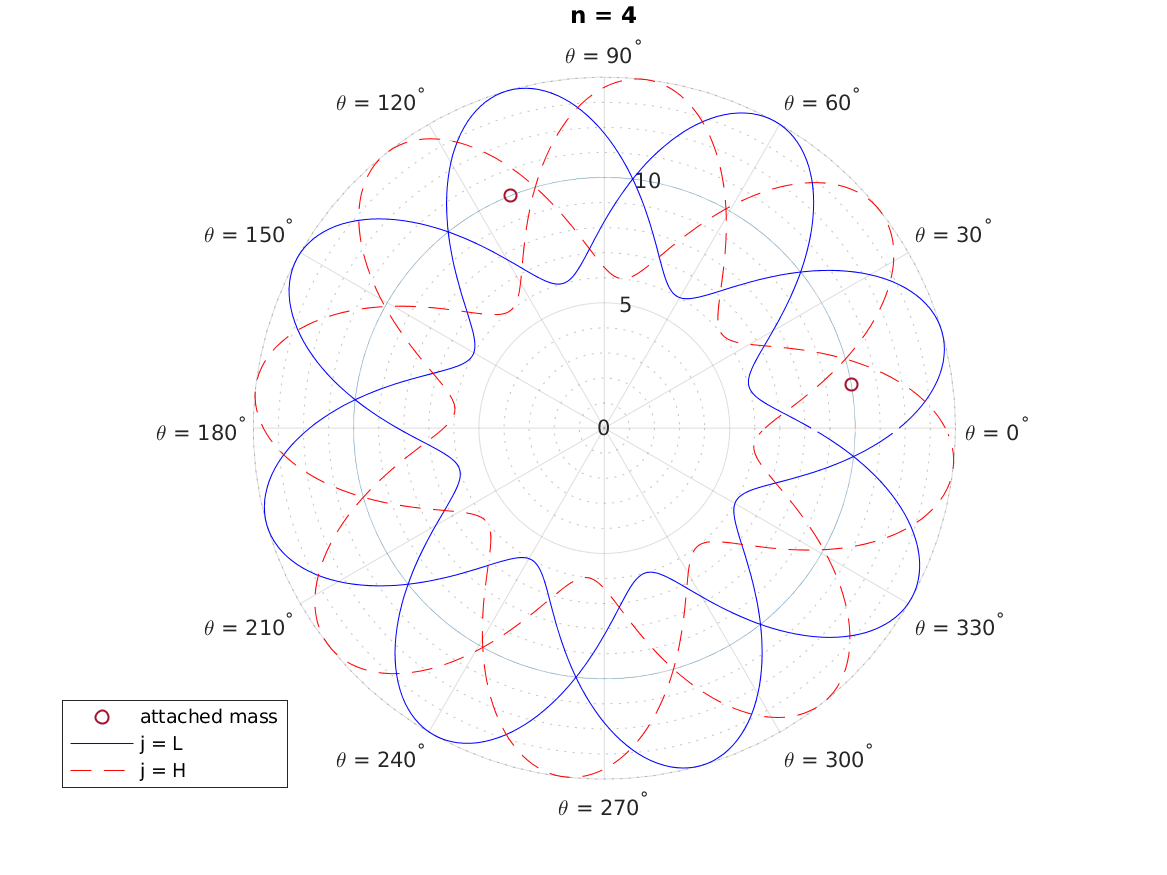 n = 4
θ = 90°
θ = 120°
θ = 60°
θ = 150°
θ = 30°
10
5
θ = 180°
0
θ = 0°
θ = 210°
θ = 330°
θ = 240°
θ = 300°
θ = 270°
attached mass
j = L
j = H